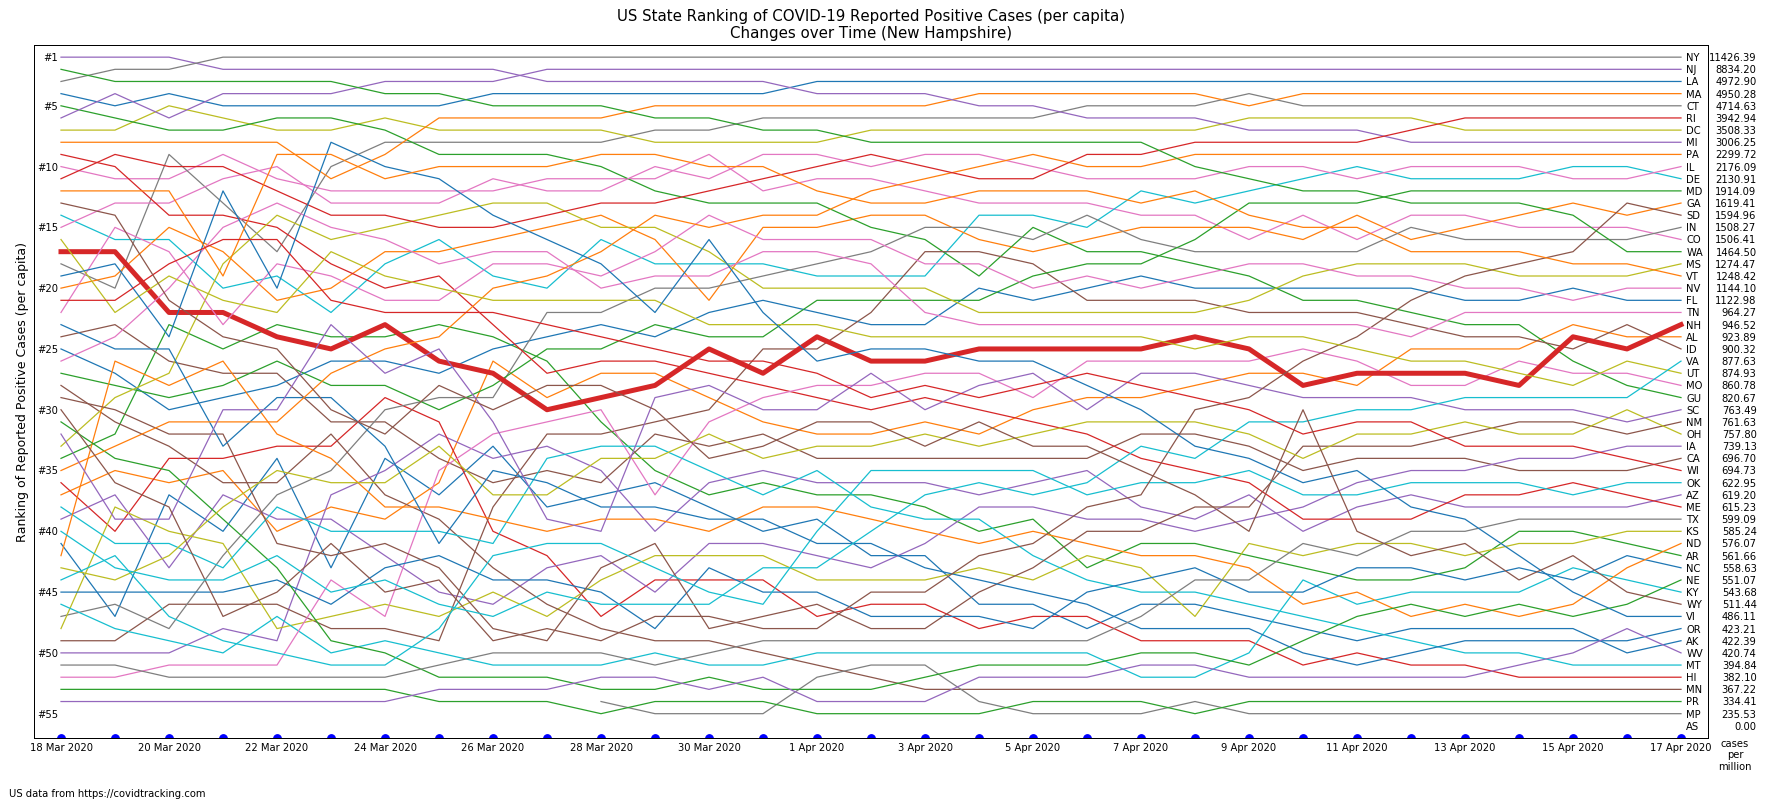 US State Ranking of COVID-19 Reported Positive Cases (per capita)
Changes over Time (New Hampshire)
Ranking of Reported Positive Cases (per capita)
#1
#5
#10
#15
#20
#25
#30
#35
#40
#45
#50
#55
NY 11426.39
NJ 8834.20
LA 4972.90
MA 4950.28
CT 4714.63
RI 3942.94
DC 3508.33
MI 3006.25
PA 2299.72
IL 2176.09
DE 2130.91
MD 1914.09
GA 1619.41
SD 1594.96
IN 1508.27
CO 1506.41
WA 1464.50
MS 1274.47
VT 1248.42
NV 1144.10
FL 1122.98
TN 964.27
NH 946.52
AL 923.89
ID 900.32
VA 877.63
UT 874.93
MO 860.78
GU 820.67
SC 763.49
NM 761.63
OH 757.80
IA 739.13
CA 696.70
WI 694.73
OK 622.95
AZ 619.20
ME 615.23
TX 599.09
KS 585.24
ND 576.07
AR 561.66
NC 558.63
NE 551.07
KY 543.68
WY 511.44
VI 486.11
OR 423.21
AK 422.39
WV 420.74
MT 394.84
HI 382.10
MN 367.22
PR 334.41
MP 235.53
AS 0.00
18 Mar 2020 20 Mar 2020 22 Mar 2020 24 Mar 2020 26 Mar 2020 28 Mar 2020 30 Mar 2020 1 Apr 2020 3 Apr 2020 5 Apr 2020 7 Apr 2020 9 Apr 2020 11 Apr 2020 13 Apr 2020 15 Apr 2020 17 Apr 2020
cases
per
million
US data from https://covidtracking.com